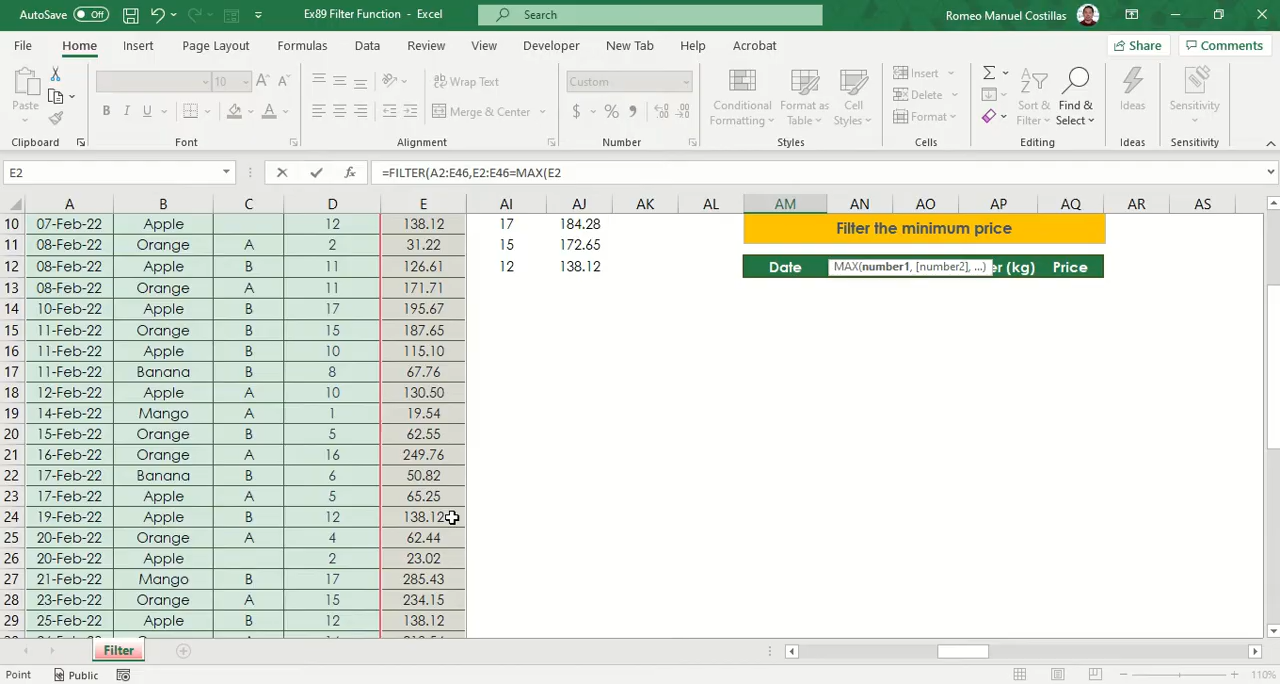 AutoSave Off Ex89 Filter Function - Excel Search Romeo Manuel Costillas
File Home Insert Page Layout Formulas Data Review View Developer New Tab Help Acrobat Share Comments
Paste 10 A A Wrap Text Custom Conditional Formatting Format as Table Cell Styles Insert Delete Format Sort & Filter Find & Select Ideas Sensitivity
B I U A Merge & Center $ % ,
Clipboard Font Alignment Number Styles Cells Editing Ideas Sensitivity
E2 fx =FILTER(A2:E46,E2:E46=MAX(E2
A B C D E AI AJ AK AL AM AN AO AP AQ AR AS
10 07-Feb-22 Apple 12 138.12 17 184.28 Filter the minimum price
11 08-Feb-22 Orange A 2 31.22 15 172.65
12 08-Feb-22 Apple B 11 126.61 12 138.12 Date MAX(number1, [number2], ...) er (kg) Price
13 08-Feb-22 Orange A 11 171.71
14 10-Feb-22 Apple B 17 195.67
15 11-Feb-22 Orange B 15 187.65
16 11-Feb-22 Apple B 10 115.10
17 11-Feb-22 Banana B 8 67.76
18 12-Feb-22 Apple A 10 130.50
19 14-Feb-22 Mango A 1 19.54
20 15-Feb-22 Orange B 5 62.55
21 16-Feb-22 Orange A 16 249.76
22 17-Feb-22 Banana B 6 50.82
23 17-Feb-22 Apple A 5 65.25
24 19-Feb-22 Apple B 12 138.12
25 20-Feb-22 Orange A 4 62.44
26 20-Feb-22 Apple 2 23.02
27 21-Feb-22 Mango B 17 285.43
28 23-Feb-22 Orange A 15 234.15
29 25-Feb-22 Apple B 12 138.12
Filter
Point Public 110%